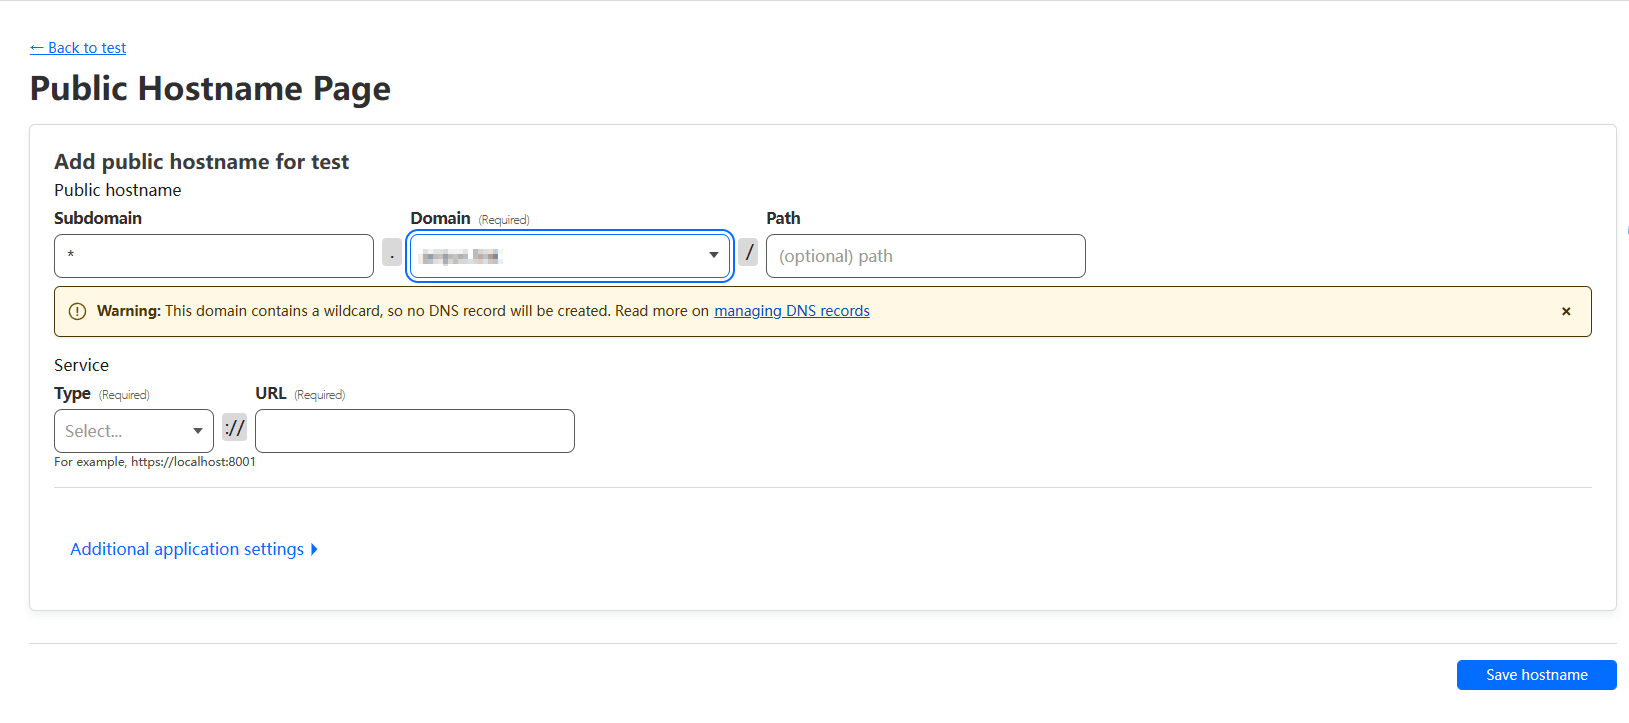 ← Back to test
Public Hostname Page
Add public hostname for test
Public hostname
Subdomain Domain (Required) Path
* . / (optional) path
Warning: This domain contains a wildcard, so no DNS record will be created. Read more on managing DNS records ×
Service
Type (Required) URL (Required)
Select... ://
For example, https://localhost:8001
Additional application settings
Save hostname